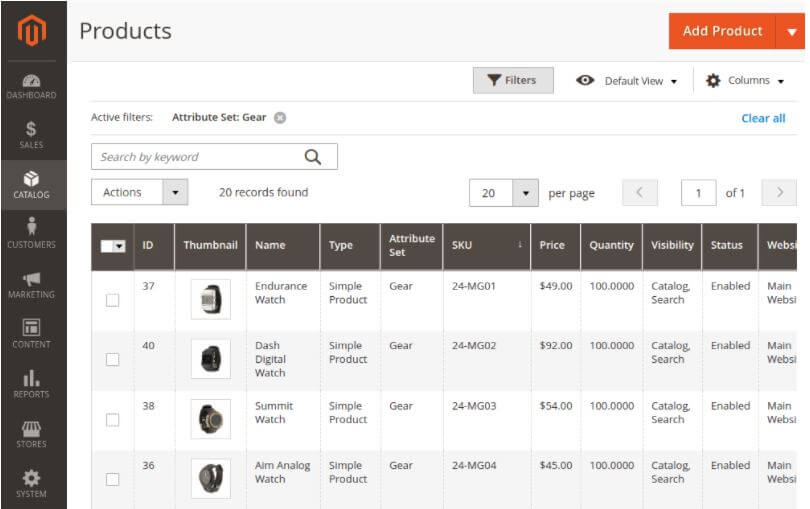 Products
Add Product
DASHBOARD
SALES
CATALOG
CUSTOMERS
MARKETING
CONTENT
REPORTS
STORES
SYSTEM
Filters
Default View
Columns
Active filters: Attribute Set: Gear
Clear all
Search by keyword
Actions
20 records found
20
per page
1
of 1
ID Thumbnail Name Type Attribute Set SKU Price Quantity Visibility Status Websi
37 Endurance Watch Simple Product Gear 24-MG01 $49.00 100.0000 Catalog, Search Enabled Main Websi
40 Dash Digital Watch Simple Product Gear 24-MG02 $92.00 100.0000 Catalog, Search Enabled Main Websi
38 Summit Watch Simple Product Gear 24-MG03 $54.00 100.0000 Catalog, Search Enabled Main Websi
36 Aim Analog Watch Simple Product Gear 24-MG04 $45.00 100.0000 Catalog, Search Enabled Main Websi